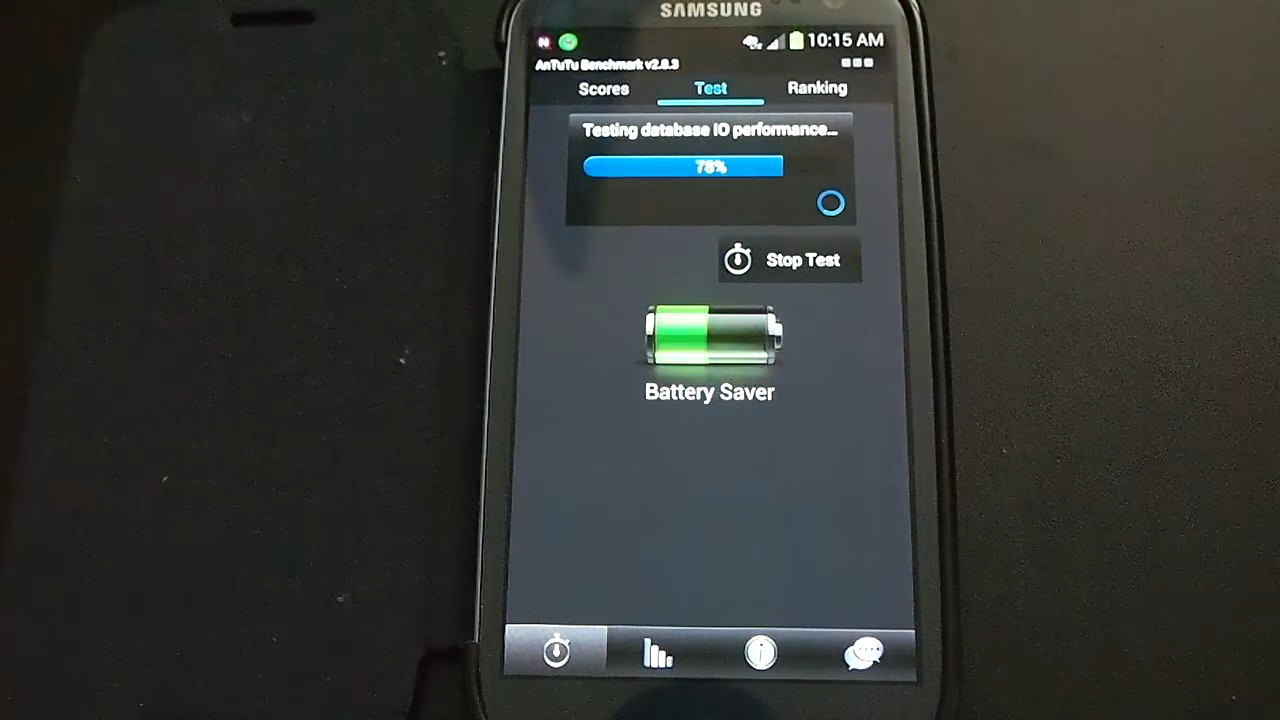 SAMSUNG
N
10:15 AM
AnTuTu Benchmark v2.8.3
Scores Test Ranking
Testing database IO performance...
78%
Stop Test
Battery Saver